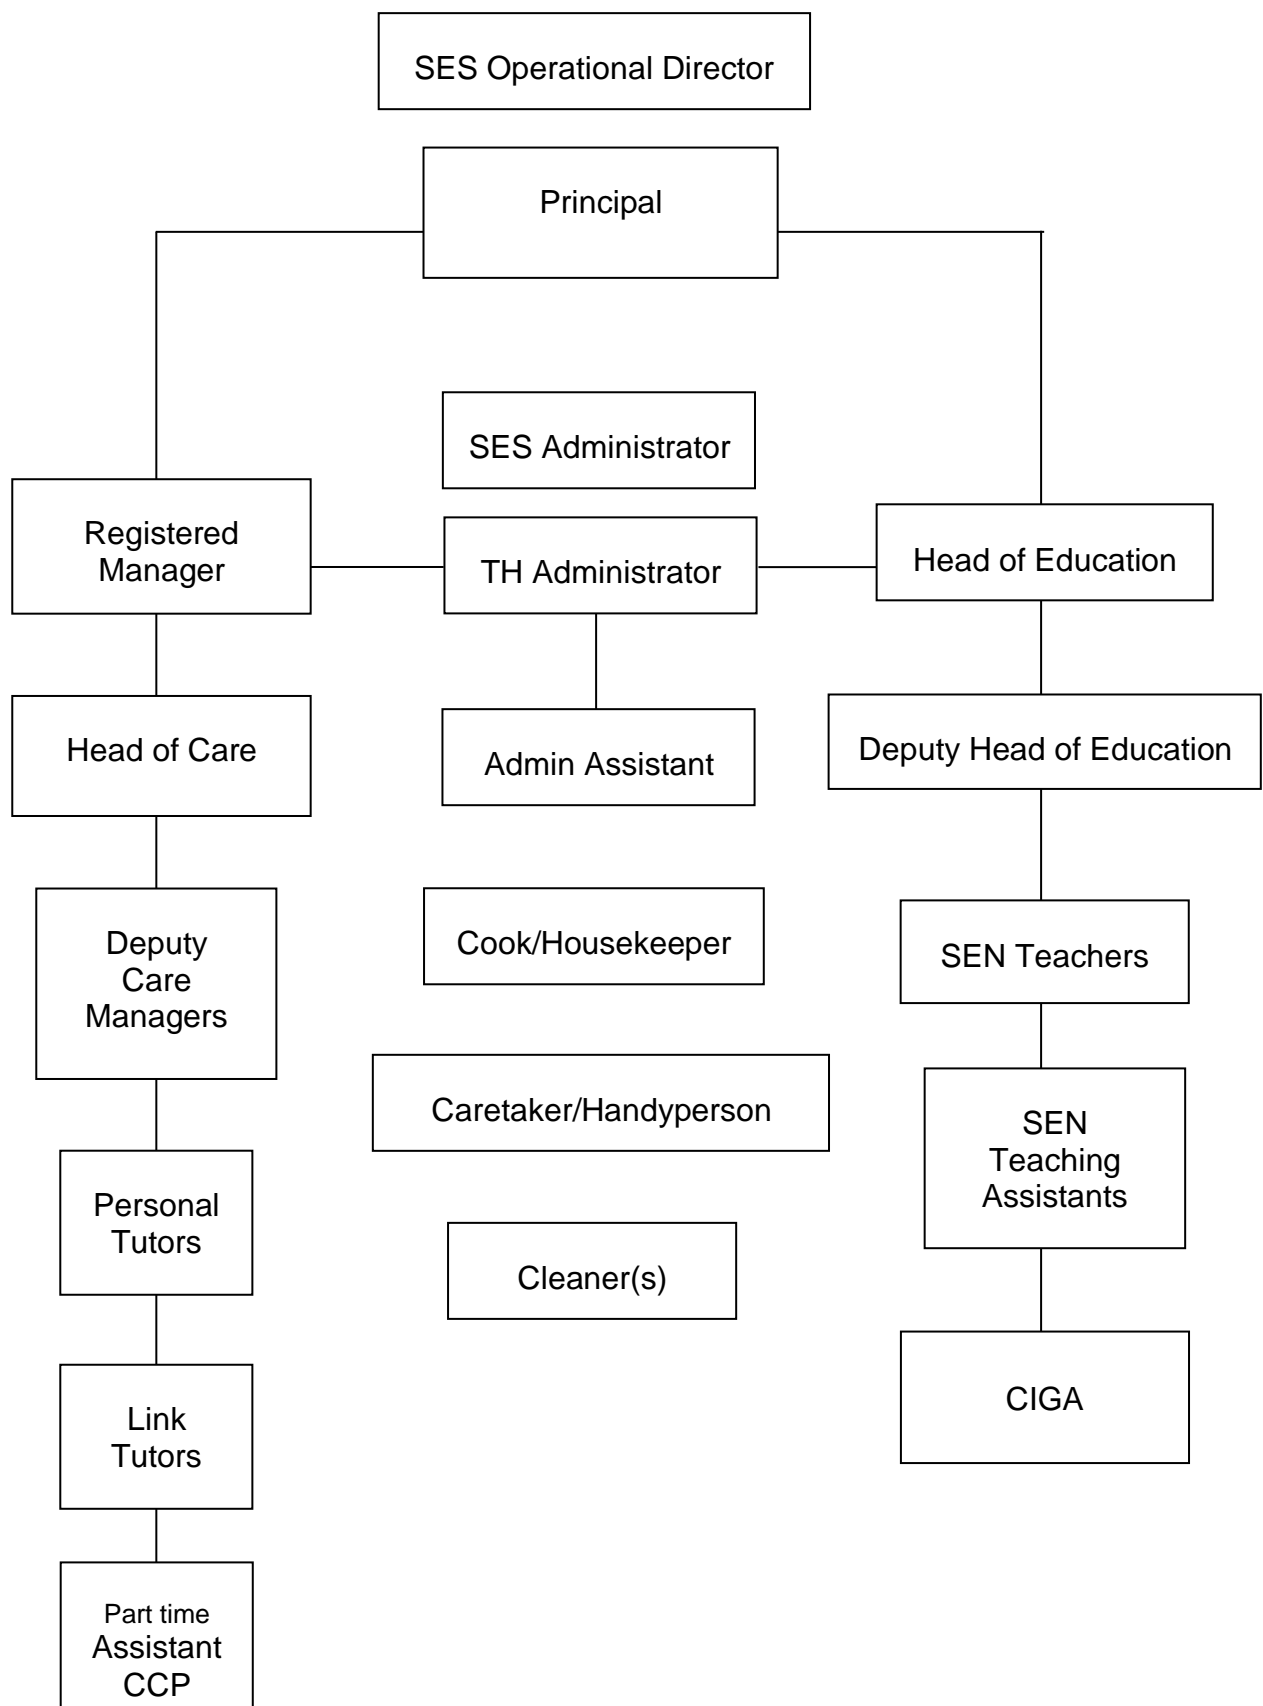 SES Operational Director
Principal
SES Administrator
Registered
Manager
TH Administrator
Head of Education
Head of Care
Admin Assistant
Deputy Head of Education
Deputy
Care
Managers
Cook/Housekeeper
SEN Teachers
Caretaker/Handyperson
SEN
Teaching
Assistants
Personal
Tutors
Cleaner(s)
Link
Tutors
CIGA
Part time
Assistant
CCP